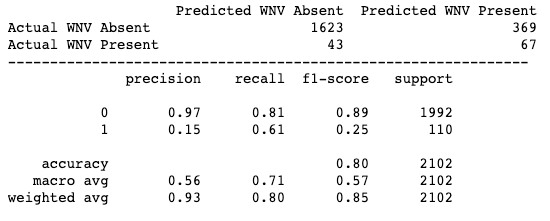 Predicted WNV Absent  Predicted WNV Present
Actual WNV Absent  1623  369
Actual WNV Present  43  67
------------------------------------------------------------------
precision  recall  f1-score  support
0  0.97  0.81  0.89  1992
1  0.15  0.61  0.25  110
accuracy  0.80  2102
macro avg  0.56  0.71  0.57  2102
weighted avg  0.93  0.80  0.85  2102